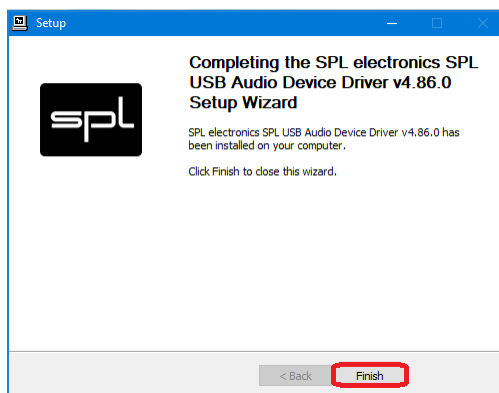 Setup
Completing the SPL electronics SPL
USB Audio Device Driver v4.86.0
Setup Wizard
spl
SPL electronics SPL USB Audio Device Driver v4.86.0 has
been installed on your computer.
Click Finish to close this wizard.
< Back
Finish